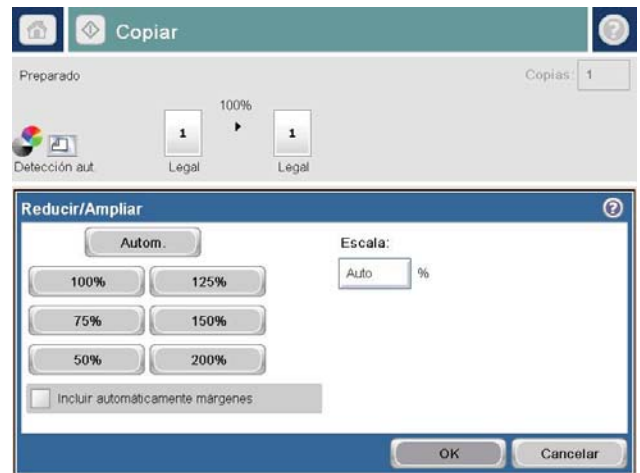 Copiar
?
Preparado
Copias: 1
100%
1 1
Detección aut. Legal Legal
Reducir/Ampliar
?
Autom. Escala:
100% 125% Auto %
75% 150%
50% 200%
Incluir automáticamente márgenes
OK Cancelar